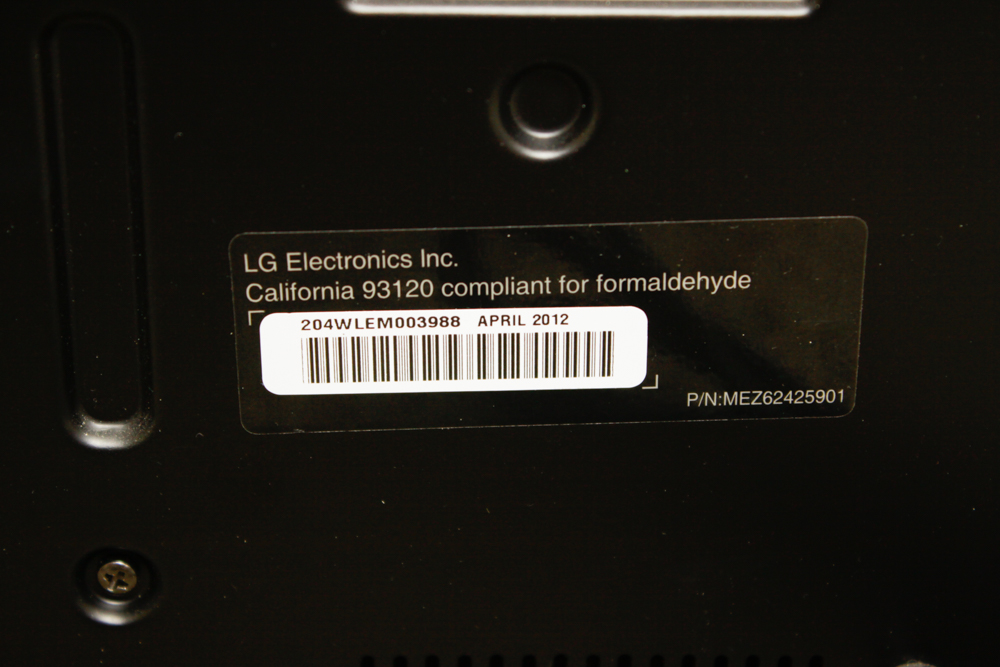 LG Electronics Inc.
California 93120 compliant for formaldehyde
204WLEM003988 APRIL 2012
P/N:MEZ62425901